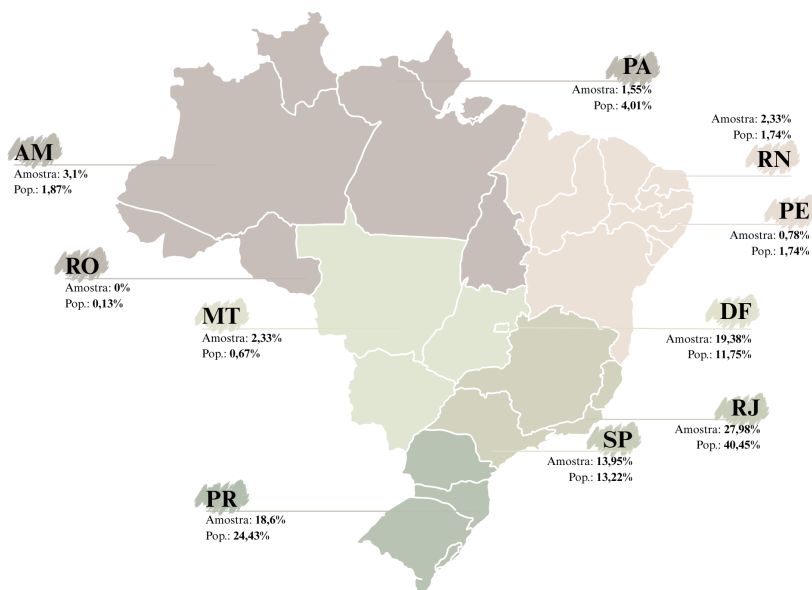 PA
Amostra: 1,55%
Pop.: 4,01%
Amostra: 2,33%
Pop.: 1,74%
RN
AM
Amostra: 3,1%
Pop.: 1,87%
PE
Amostra: 0,78%
Pop.: 1,74%
RO
Amostra: 0%
Pop.: 0,13%
MT
Amostra: 2,33%
Pop.: 0,67%
DF
Amostra: 19,38%
Pop.: 11,75%
RJ
Amostra: 27,98%
Pop.: 40,45%
SP
Amostra: 13,95%
Pop.: 13,22%
PR
Amostra: 18,6%
Pop.: 24,43%